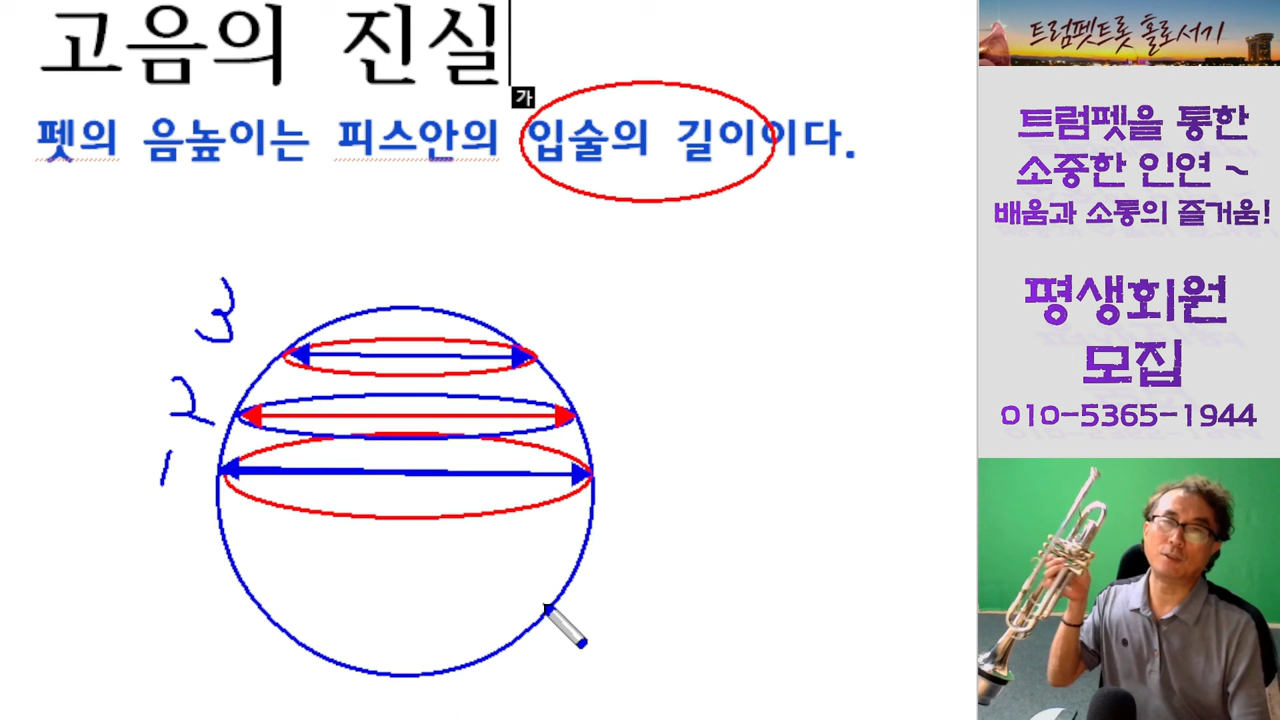 고음의 진실
가
펫의 음높이는 피스안의 입술의 길이이다.
3
2
1
트럼펫트롯 홀로서기
트럼펫을 통한
소중한 인연 ~
배움과 소통의 즐거움!
평생회원
모집
010-5365-1944